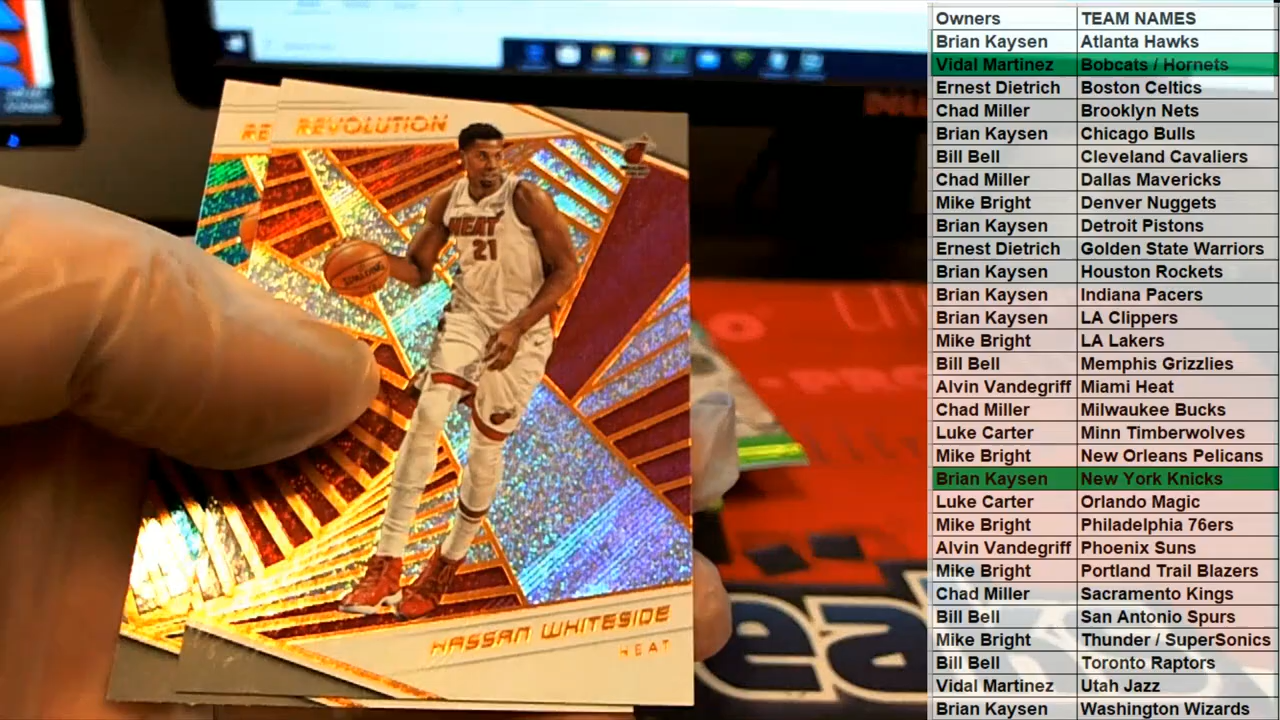 RE REVOLUTION
HEAT
21
SPALDING
HASSAN WHITESIDE
HEAT
Owners TEAM NAMES
Brian Kaysen Atlanta Hawks
Vidal Martinez Bobcats / Hornets
Ernest Dietrich Boston Celtics
Chad Miller Brooklyn Nets
Brian Kaysen Chicago Bulls
Bill Bell Cleveland Cavaliers
Chad Miller Dallas Mavericks
Mike Bright Denver Nuggets
Brian Kaysen Detroit Pistons
Ernest Dietrich Golden State Warriors
Brian Kaysen Houston Rockets
Brian Kaysen Indiana Pacers
Brian Kaysen LA Clippers
Mike Bright LA Lakers
Bill Bell Memphis Grizzlies
Alvin Vandegriff Miami Heat
Chad Miller Milwaukee Bucks
Luke Carter Minn Timberwolves
Mike Bright New Orleans Pelicans
Brian Kaysen New York Knicks
Luke Carter Orlando Magic
Mike Bright Philadelphia 76ers
Alvin Vandegriff Phoenix Suns
Mike Bright Portland Trail Blazers
Chad Miller Sacramento Kings
Bill Bell San Antonio Spurs
Mike Bright Thunder / SuperSonics
Bill Bell Toronto Raptors
Vidal Martinez Utah Jazz
Brian Kaysen Washington Wizards